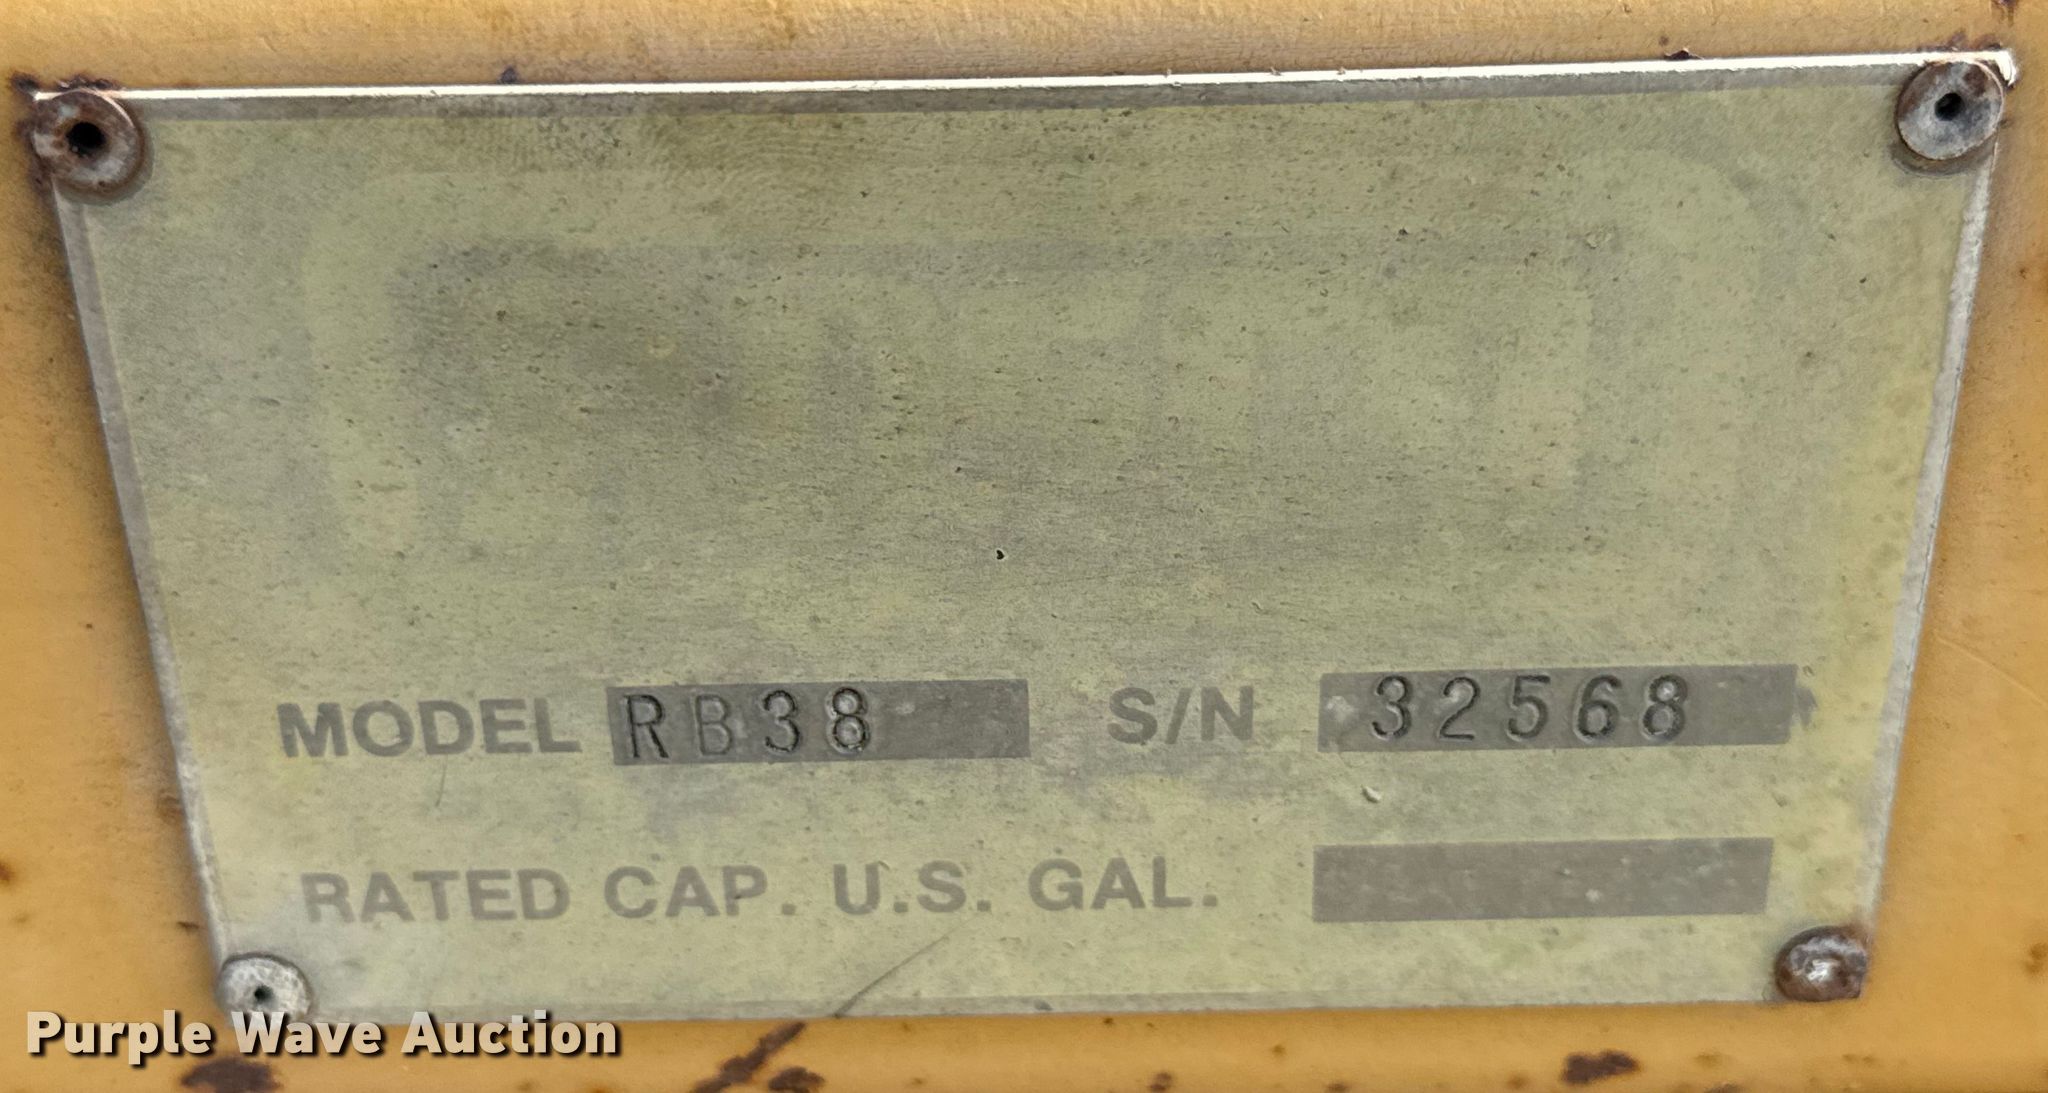 MODEL RB38 S/N 32568
RATED CAP. U.S. GAL.
Purple Wave Auction